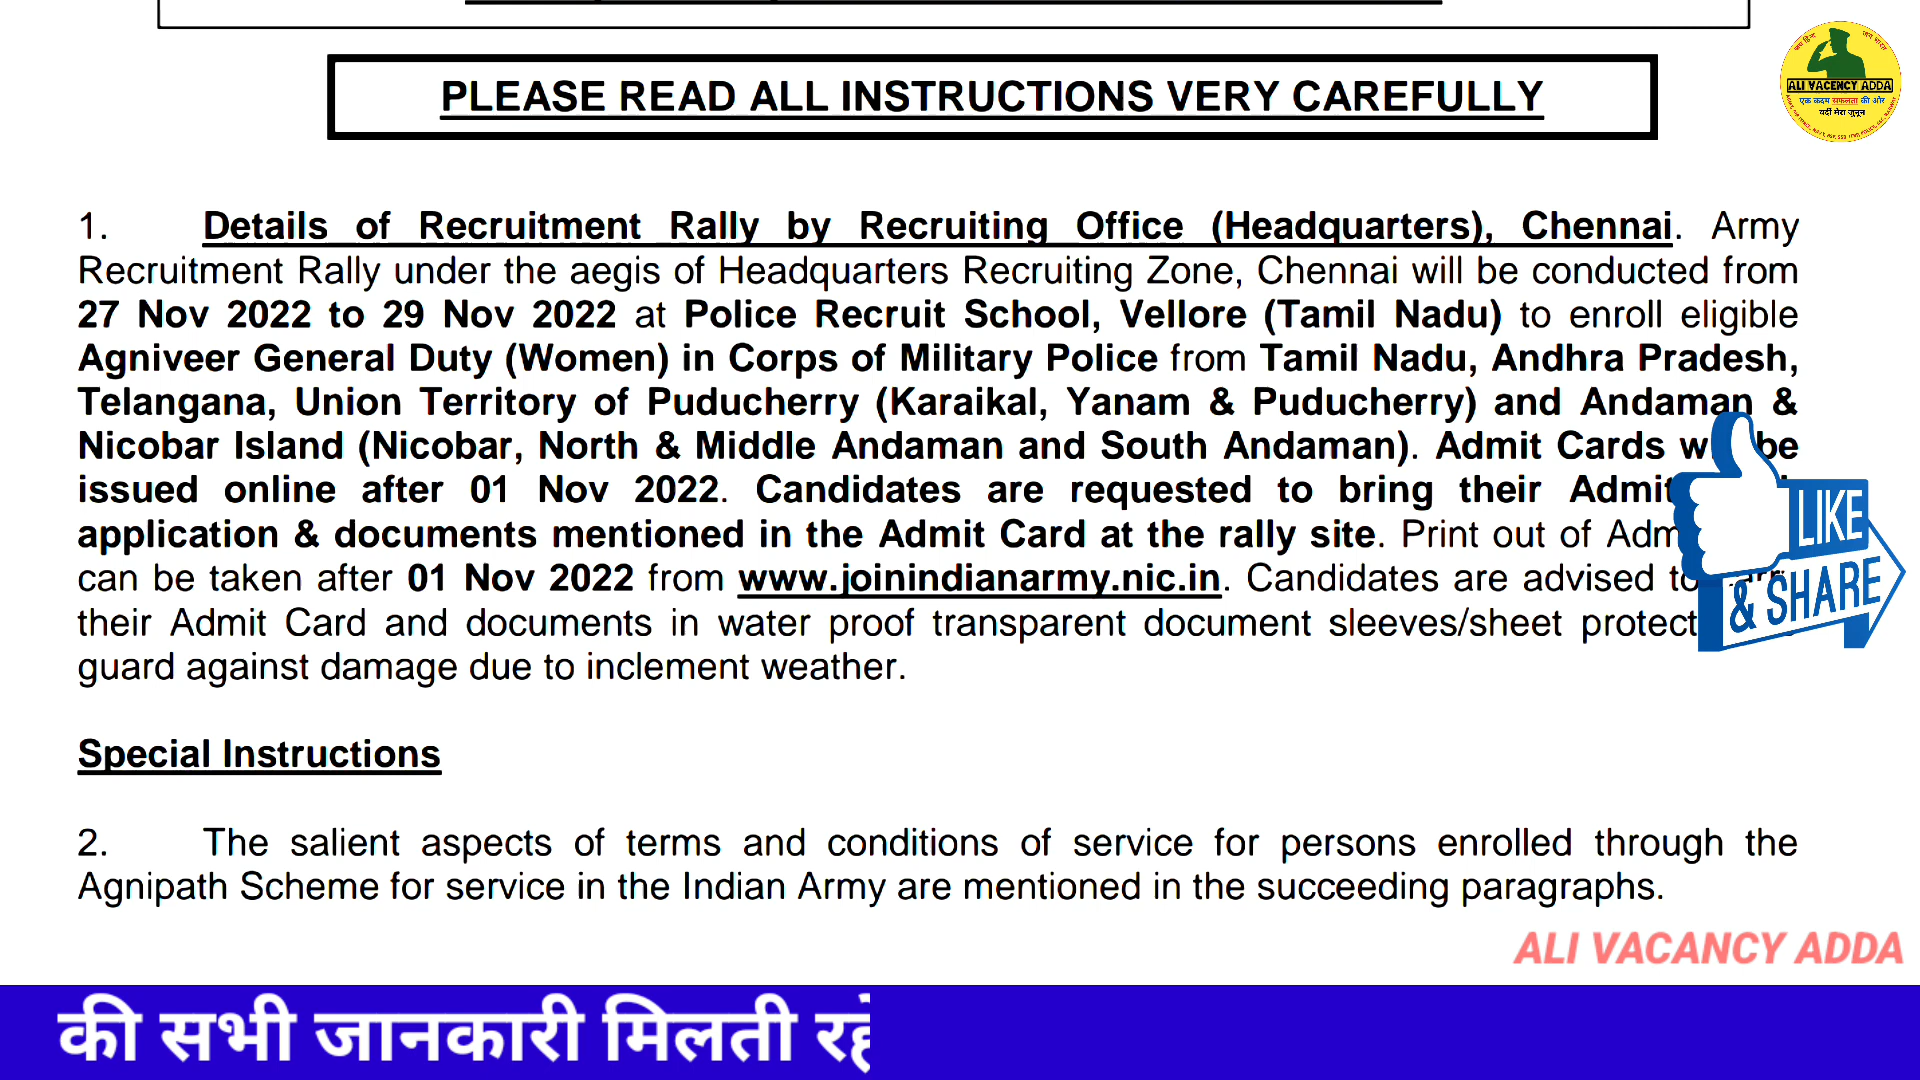 PLEASE READ ALL INSTRUCTIONS VERY CAREFULLY
ALI VACENCY ADDA
एक कदम सफलता की ओर
वर्दी मेरा जुनून
1. Details of Recruitment Rally by Recruiting Office (Headquarters), Chennai. Army
Recruitment Rally under the aegis of Headquarters Recruiting Zone, Chennai will be conducted from
27 Nov 2022 to 29 Nov 2022 at Police Recruit School, Vellore (Tamil Nadu) to enroll eligible
Agniveer General Duty (Women) in Corps of Military Police from Tamil Nadu, Andhra Pradesh,
Telangana, Union Territory of Puducherry (Karaikal, Yanam & Puducherry) and Andaman &
Nicobar Island (Nicobar, North & Middle Andaman and South Andaman). Admit Cards be
issued online after 01 Nov 2022. Candidates are requested to bring their Admit
application & documents mentioned in the Admit Card at the rally site. Print out of
can be taken after 01 Nov 2022 from www.joinindianarmy.nic.in. Candidates are advised to
their Admit Card and documents in water proof transparent document sleeves/sheet
guard against damage due to inclement weather.
LIKE
& SHARE
Special Instructions
2. The salient aspects of terms and conditions of service for persons enrolled through the
Agnipath Scheme for service in the Indian Army are mentioned in the succeeding paragraphs.
ALI VACANCY ADDA
की सभी जानकारी मिलती